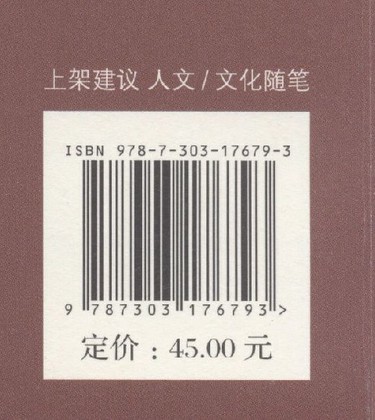 上架建议 人文 / 文化随笔
ISBN 978-7-303-17679-3
9 787303 176793 >
定价 : 45.00 元